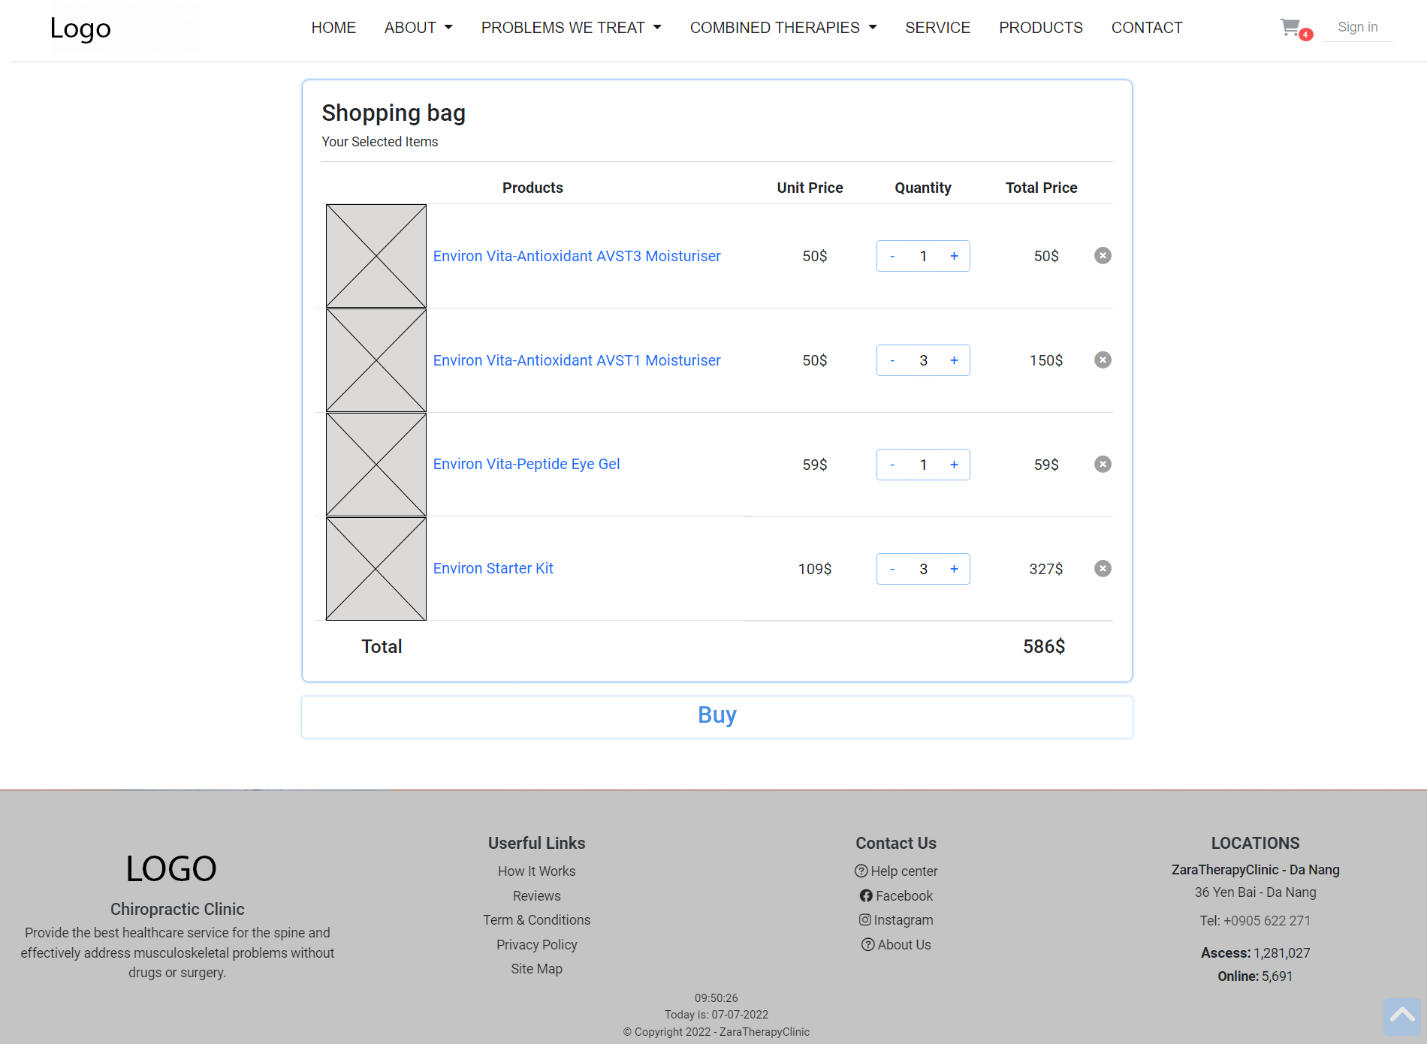 Logo
HOME ABOUT PROBLEMS WE TREAT COMBINED THERAPIES SERVICE PRODUCTS CONTACT 4 Sign in
Shopping bag
Your Selected Items
Products Unit Price Quantity Total Price
Environ Vita-Antioxidant AVST3 Moisturiser 50$ - 1 + 50$
Environ Vita-Antioxidant AVST1 Moisturiser 50$ - 3 + 150$
Environ Vita-Peptide Eye Gel 59$ - 1 + 59$
Environ Starter Kit 109$ - 3 + 327$
Total 586$
Buy
LOGO
Chiropractic Clinic
Provide the best healthcare service for the spine and
effectively address musculoskeletal problems without
drugs or surgery.
Userful Links
How It Works
Reviews
Term & Conditions
Privacy Policy
Site Map
Contact Us
Help center
Facebook
Instagram
About Us
LOCATIONS
ZaraTherapyClinic - Da Nang
36 Yen Bai - Da Nang
Tel: +0905 622 271
Ascess: 1,281,027
Online: 5,691
09:50:26
Today is: 07-07-2022
© Copyright 2022 - ZaraTherapyClinic